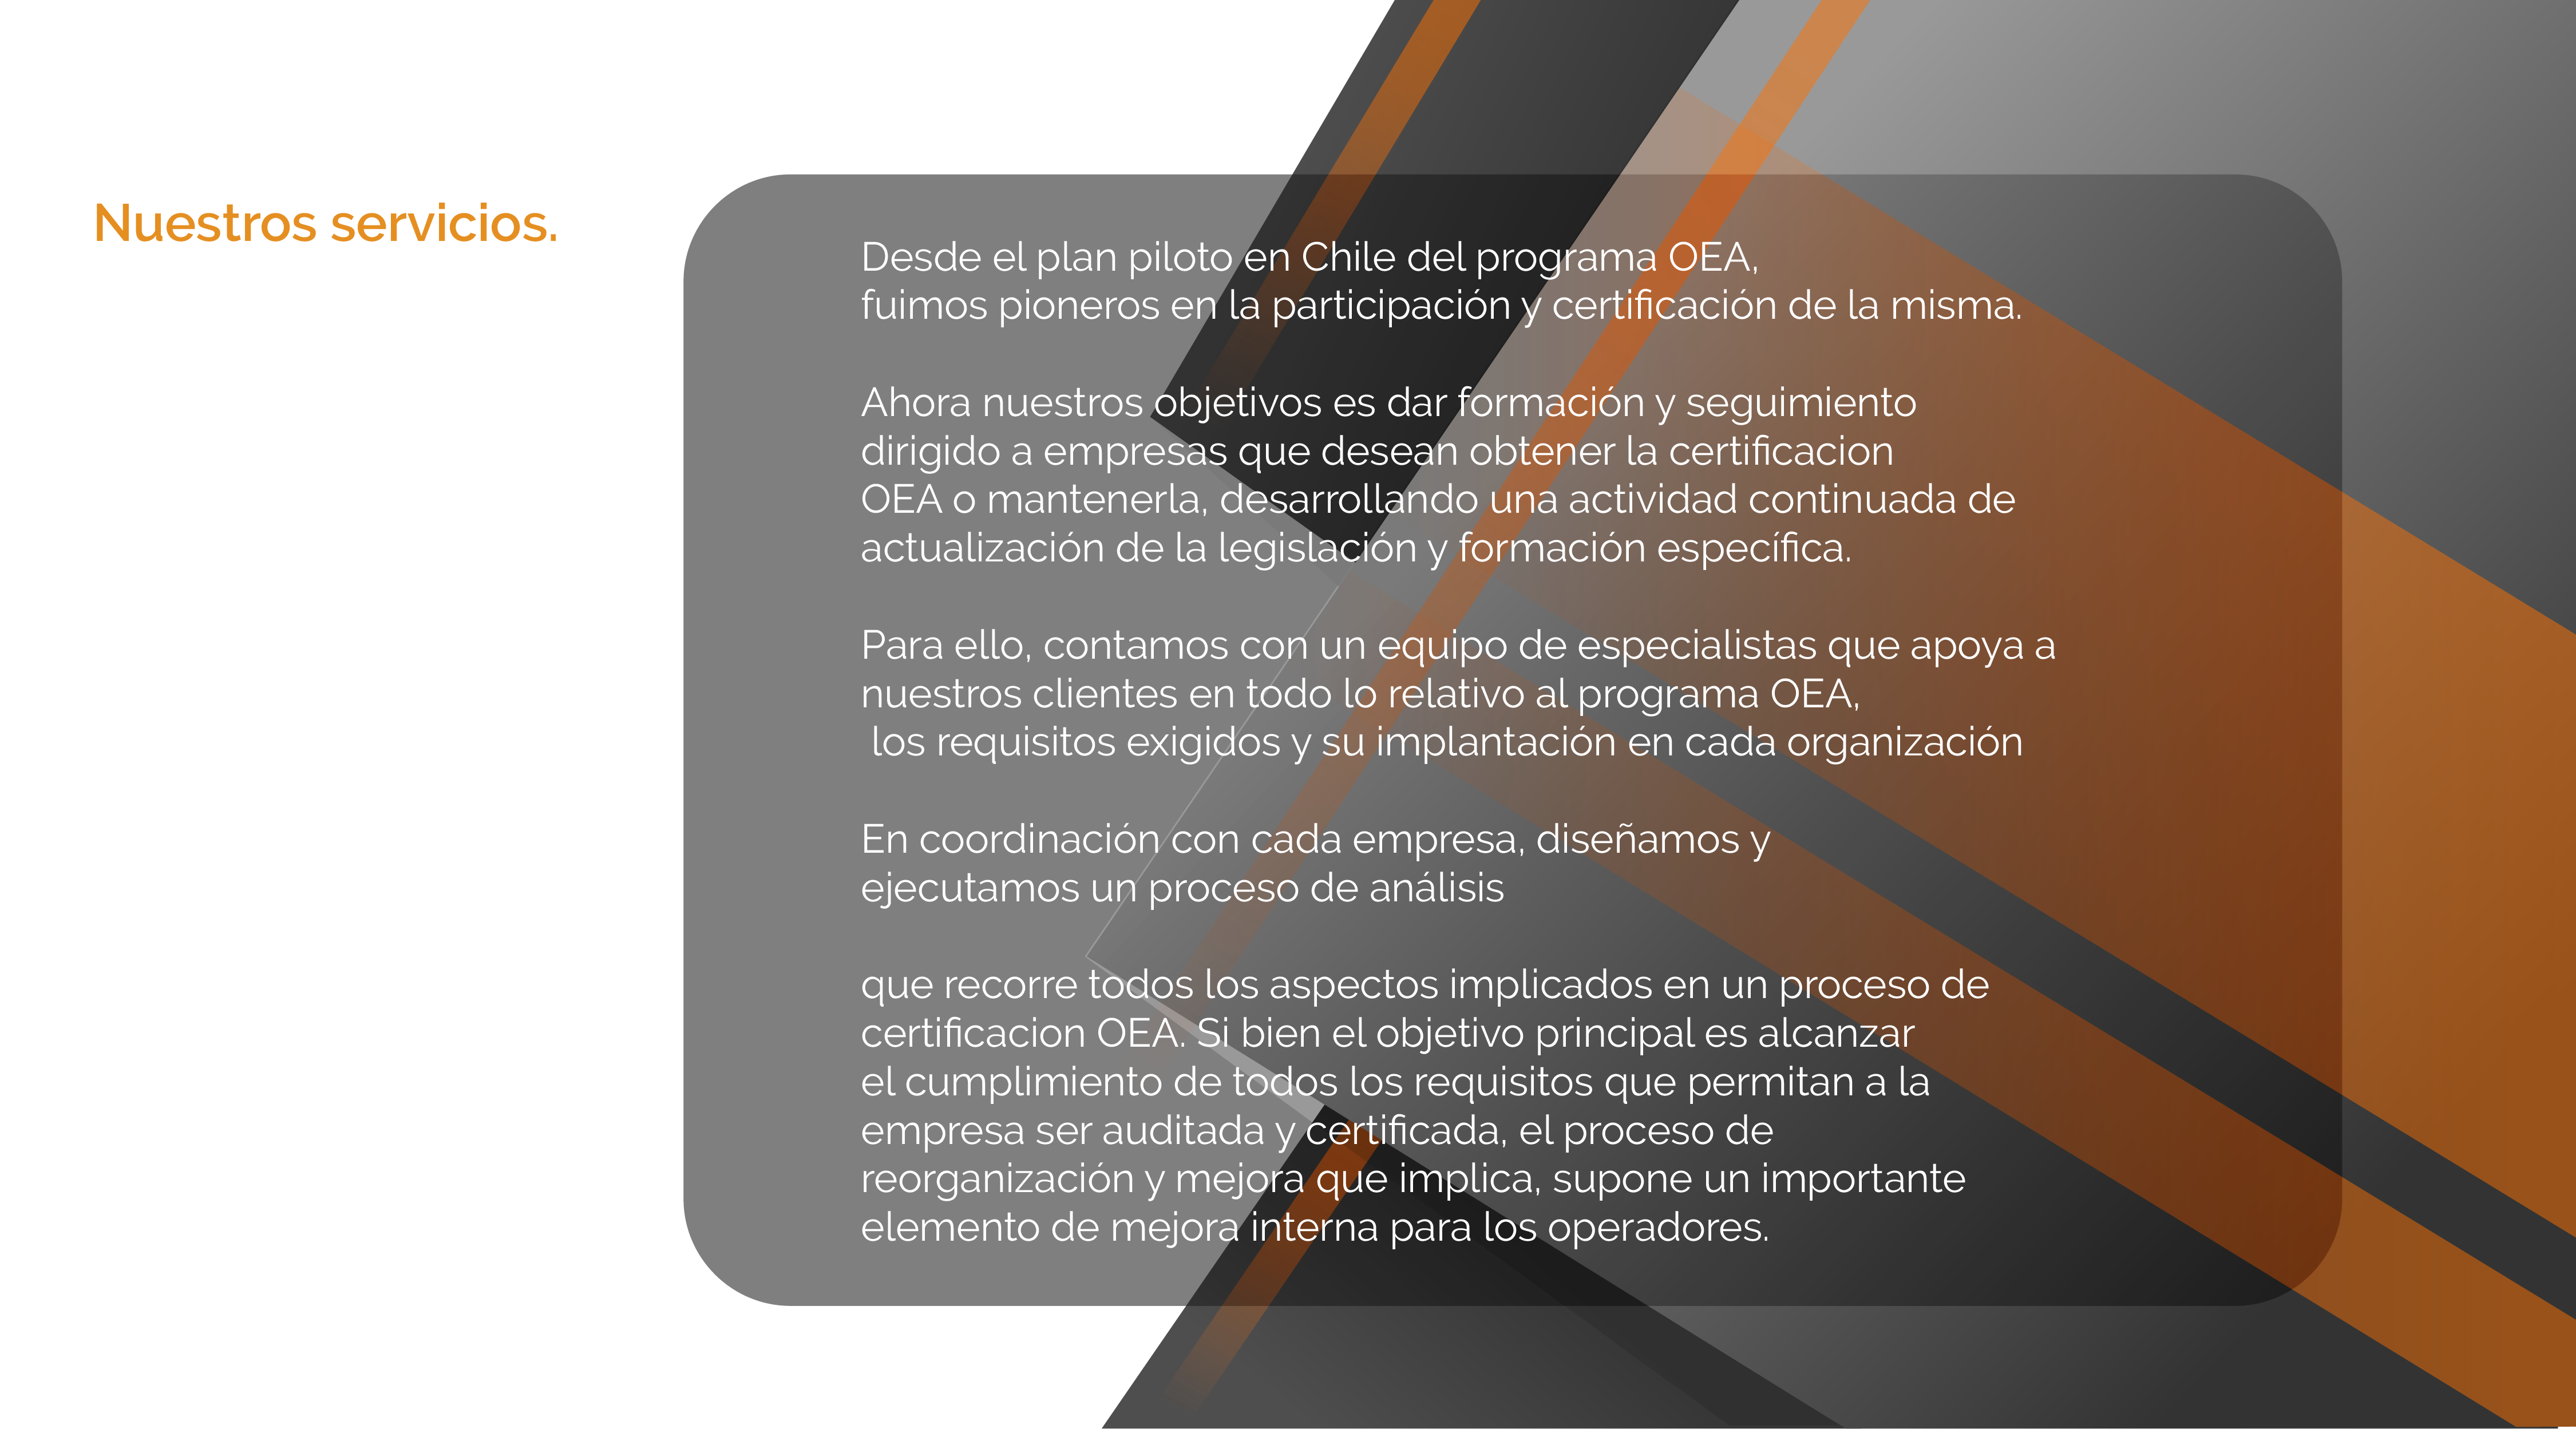 Nuestros servicios.
Desde el plan piloto en Chile del programa OEA,
fuimos pioneros en la participación y certificación de la misma.
Ahora nuestros objetivos es dar formación y seguimiento
dirigido a empresas que desean obtener la certificacion
OEA o mantenerla, desarrollando una actividad continuada de
actualización de la legislación y formación específica.
Para ello, contamos con un equipo de especialistas que apoya a
nuestros clientes en todo lo relativo al programa OEA,
los requisitos exigidos y su implantación en cada organización
En coordinación con cada empresa, diseñamos y
ejecutamos un proceso de análisis
que recorre todos los aspectos implicados en un proceso de
certificacion OEA. Si bien el objetivo principal es alcanzar
el cumplimiento de todos los requisitos que permitan a la
empresa ser auditada y certificada, el proceso de
reorganización y mejora que implica, supone un importante
elemento de mejora interna para los operadores.